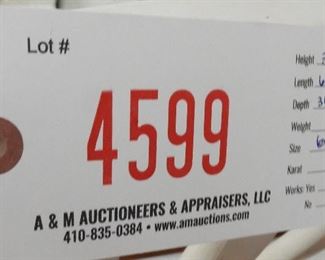 Lot #
4599
A & M AUCTIONEERS & APPRAISERS, LLC
410-835-0384 • www.amauctions.com
Height
Length
Depth
Weight
Size
Karat
Works: Yes
No